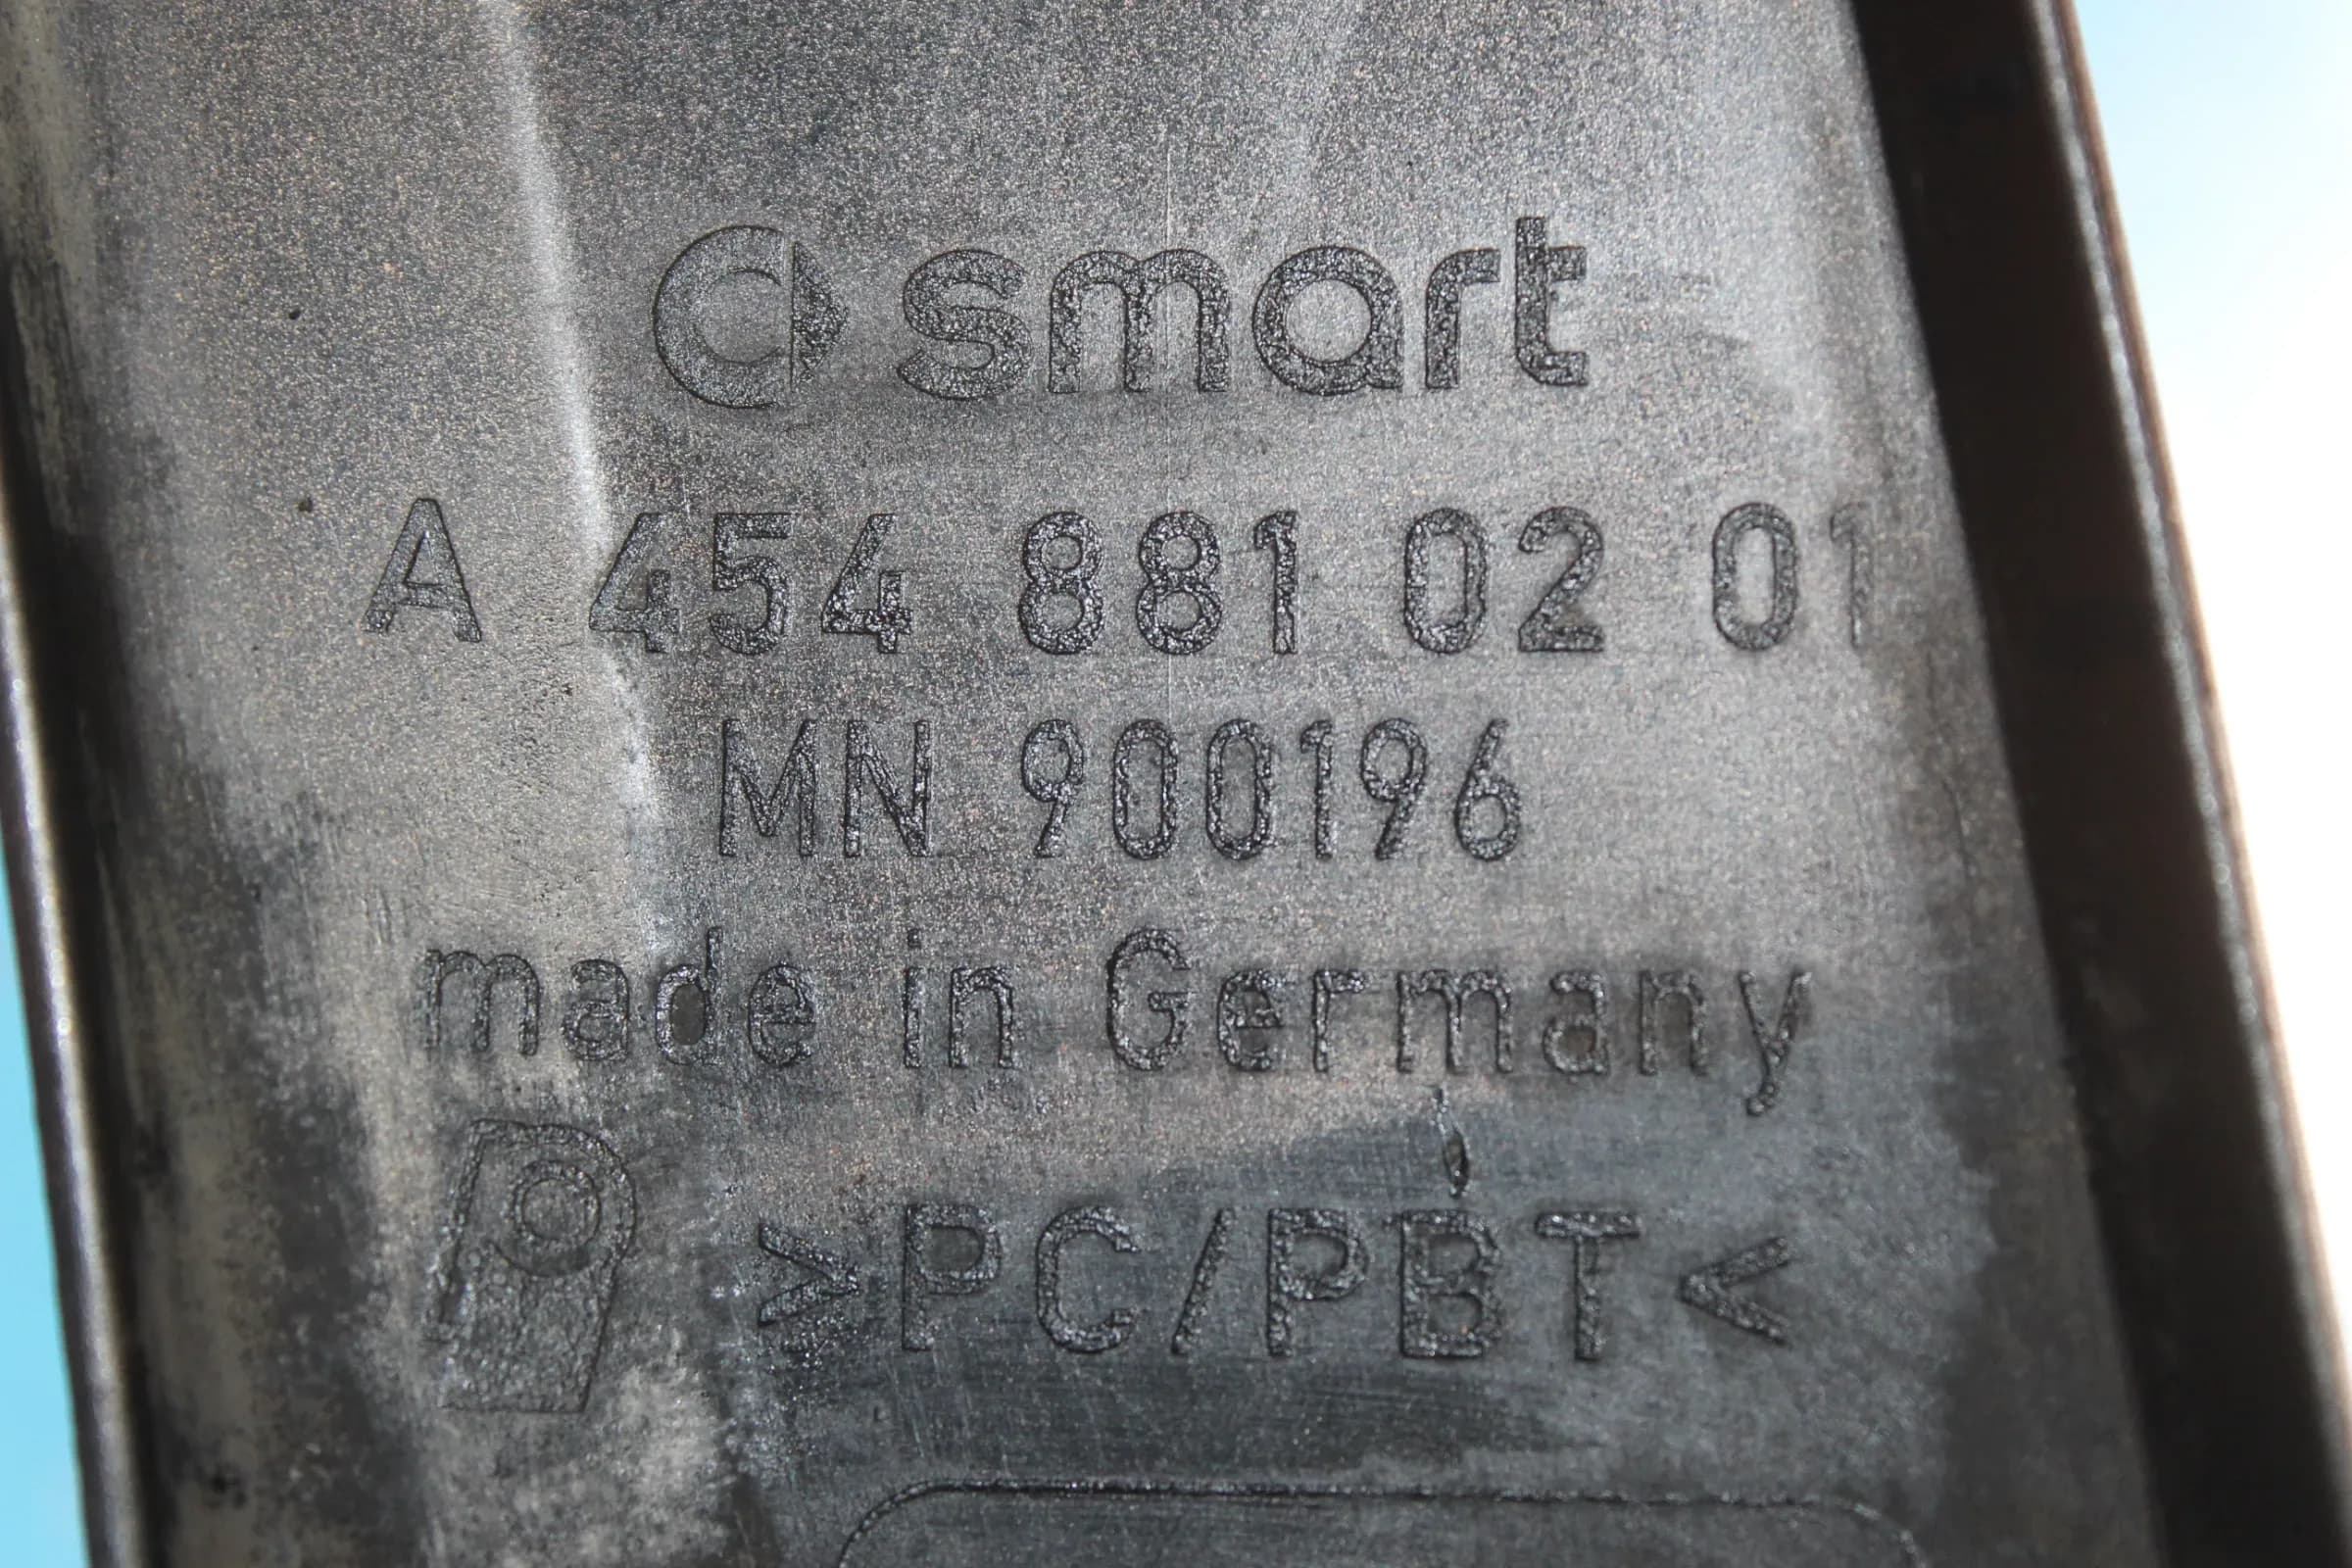 smart
A 454 881 02 01
MN 900196
made in Germany
>PC/PBT<